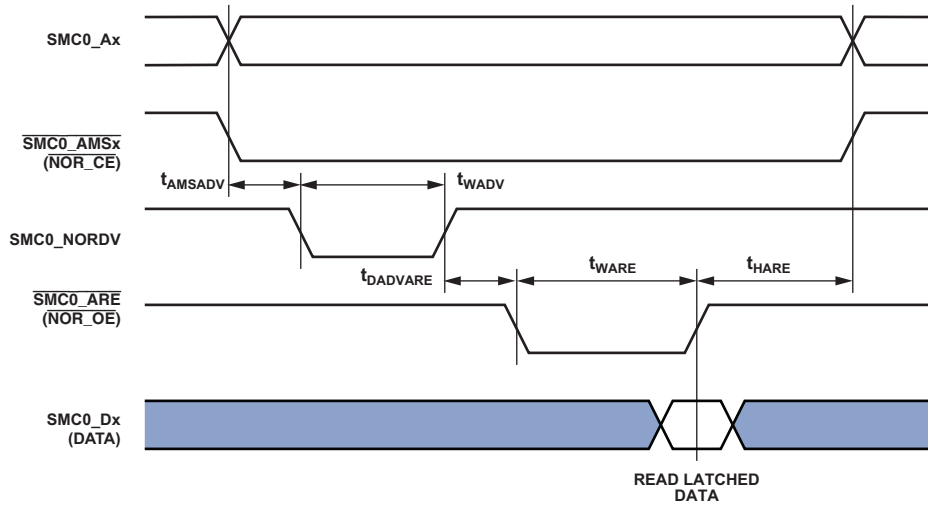 SMC0_Ax
SMC0_AMSx
(NOR_CE)
tAMSADV
tWADV
SMC0_NORDV
tDADVARE
tWARE
tHARE
SMC0_ARE
(NOR_OE)
SMC0_Dx
(DATA)
READ LATCHED
DATA